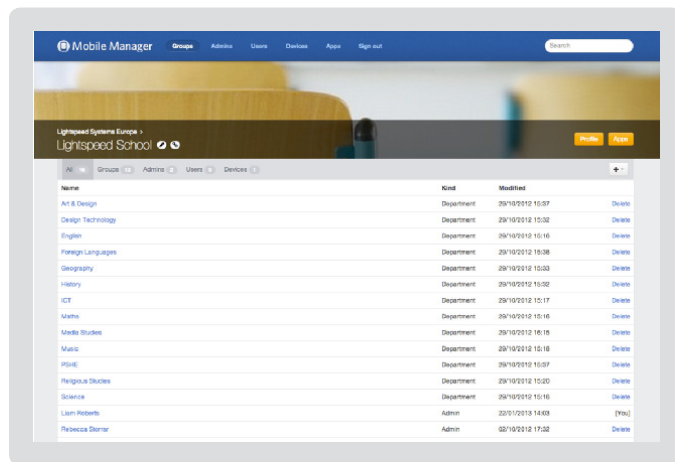 Mobile Manager Groups Admins Users Devices Apps Sign out Search
Lightspeed Systems Europe >
Lightspeed School
Profile Apps
All Groups Admins Users Devices
Name Kind Modified
Art & Design Department 29/10/2012 15:37 Delete
Design Technology Department 29/10/2012 15:32 Delete
English Department 29/10/2012 15:16 Delete
Foreign Languages Department 29/10/2012 15:38 Delete
Geography Department 29/10/2012 15:33 Delete
History Department 29/10/2012 15:32 Delete
ICT Department 29/10/2012 15:17 Delete
Maths Department 29/10/2012 15:16 Delete
Media Studies Department 29/10/2012 Delete
Music Department 29/10/2012 Delete
PSHE Department 29/10/2012 15:37 Delete
Religious Studies Department 29/10/2012 15:20 Delete
Science Department 29/10/2012 15:16 Delete
Liam Roberts Admin 22/01/2013 14:03 [You]
Rebecca Admin 02/10/2012 17:32 Delete